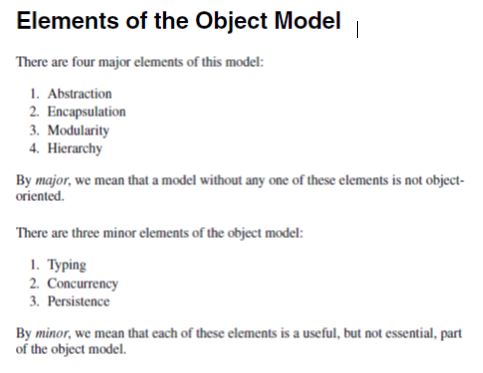 Elements of the Object Model
There are four major elements of this model:
1. Abstraction
2. Encapsulation
3. Modularity
4. Hierarchy
By major, we mean that a model without any one of these elements is not object-
oriented.
There are three minor elements of the object model:
1. Typing
2. Concurrency
3. Persistence
By minor, we mean that each of these elements is a useful, but not essential, part
of the object model.